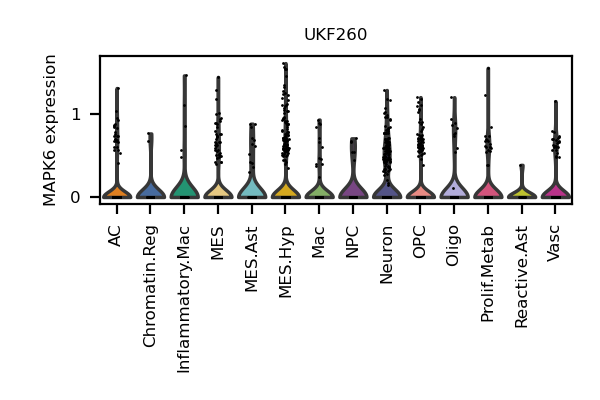 UKF260
MAPK6 expression
1
0
AC
Chromatin.Reg
Inflammatory.Mac
MES
MES.Ast
MES.Hyp
Mac
NPC
Neuron
OPC
Oligo
Prolif.Metab
Reactive.Ast
Vasc